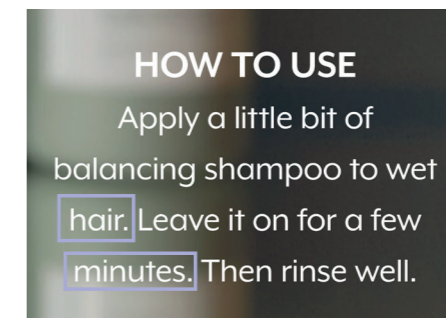 HOW TO USE
Apply a little bit of
balancing shampoo to wet
hair. Leave it on for a few
minutes. Then rinse well.